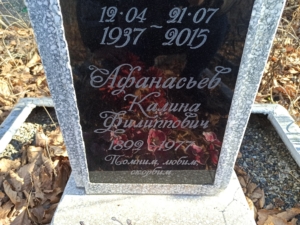 12·04 ~ 21·07
1937 2015
Афанасьев
Калина
Филиппович
1899 - 1977
Помним, любим,
скорбим.